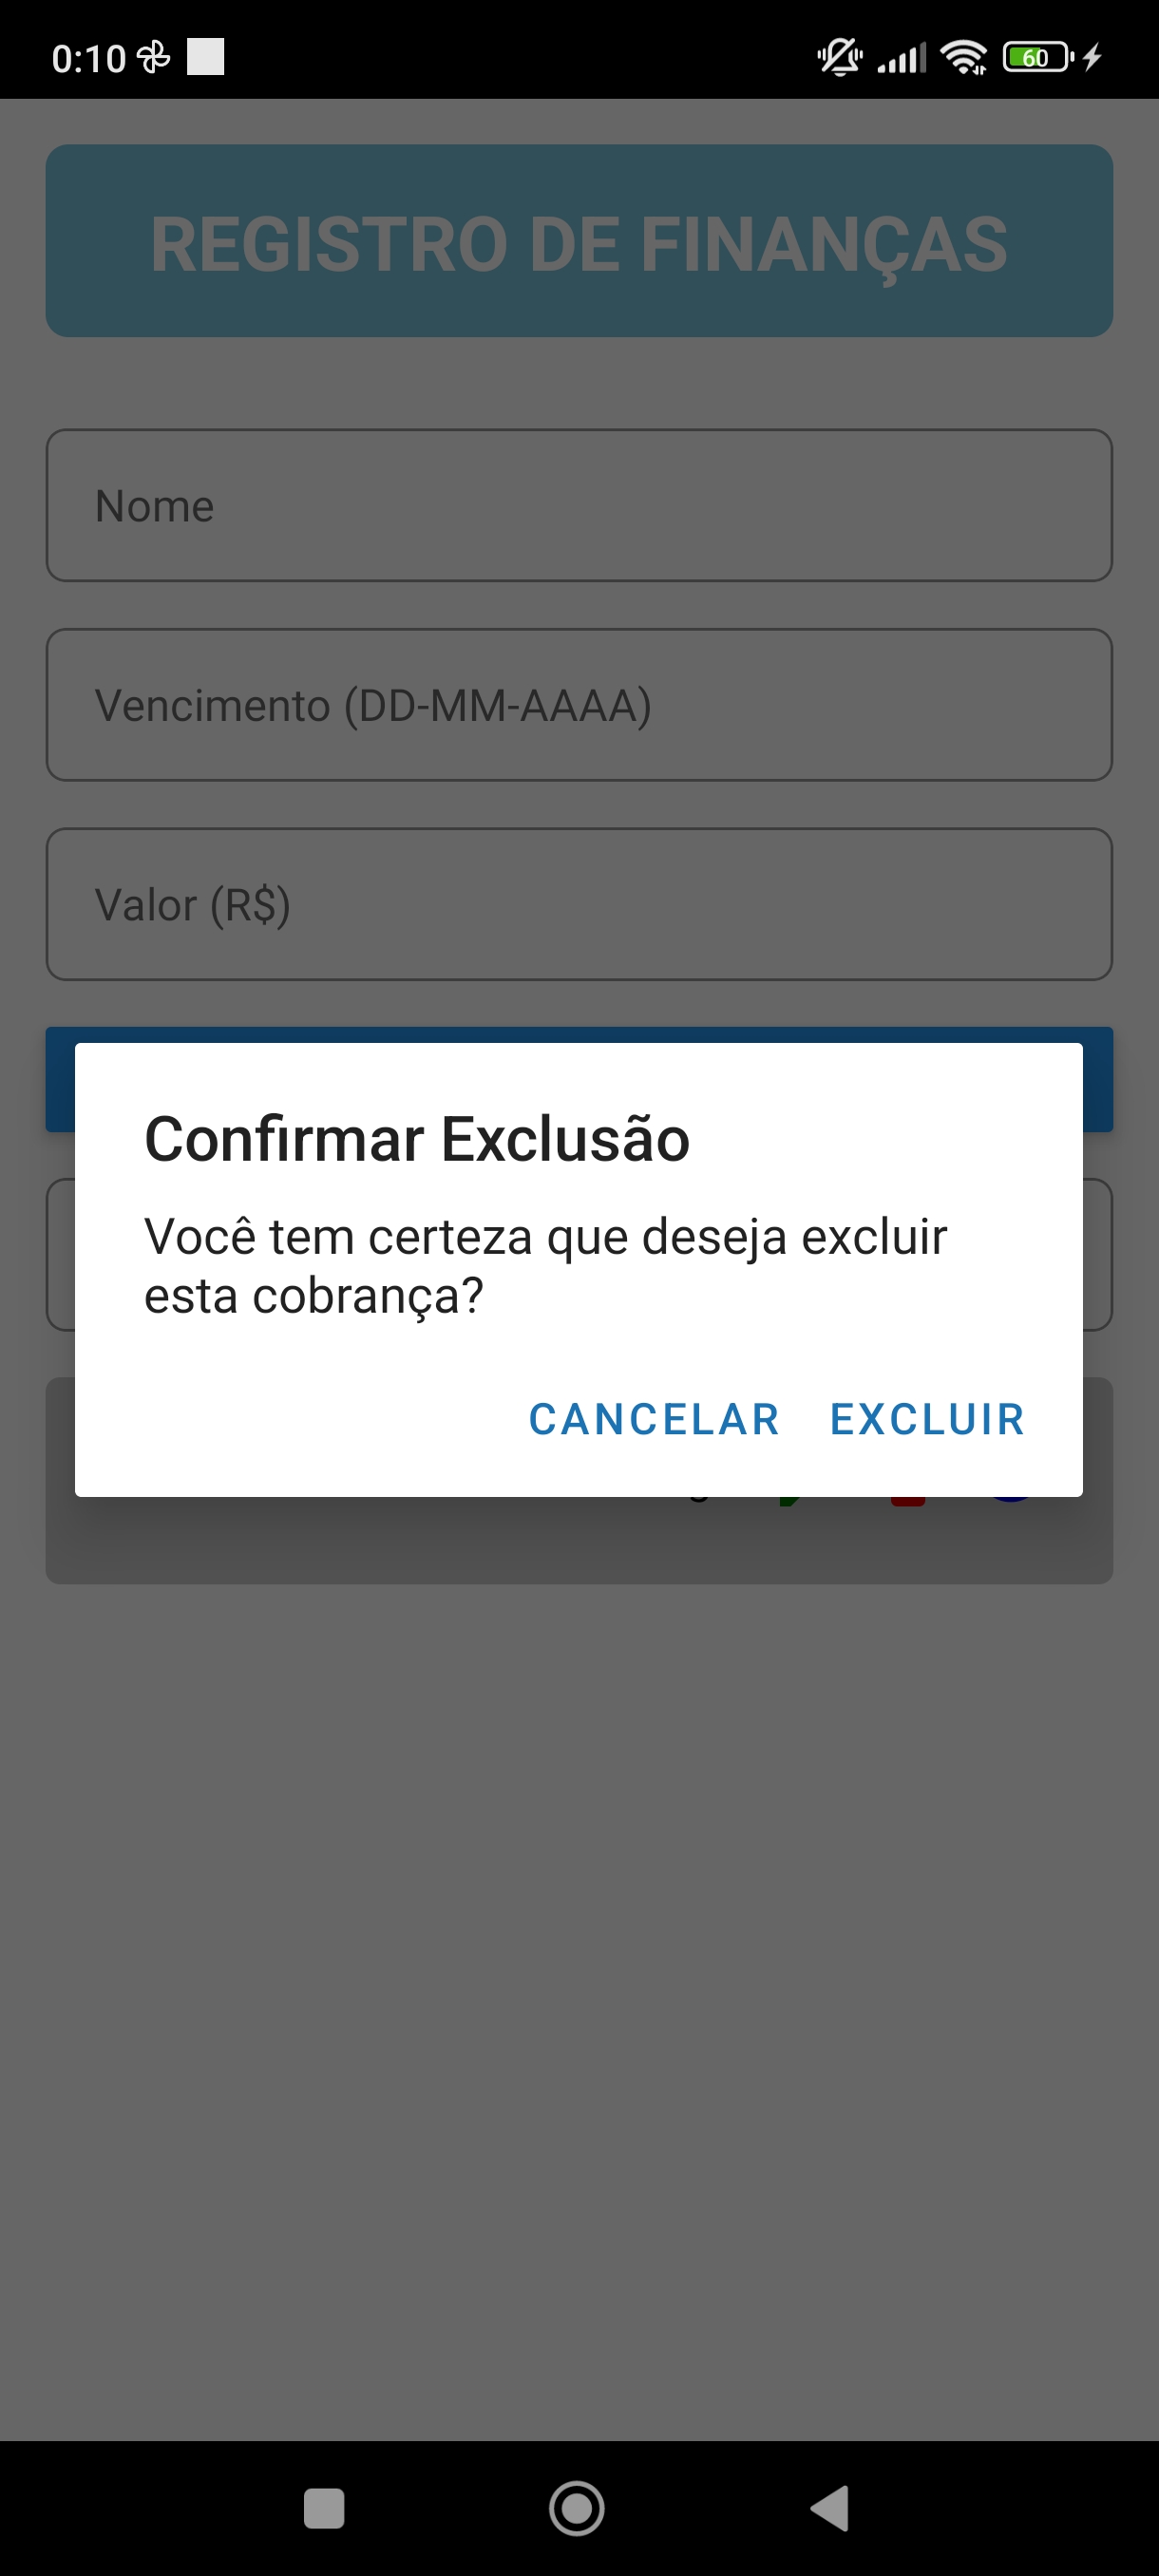 0:10
60
REGISTRO DE FINANÇAS
Nome
Vencimento (DD-MM-AAAA)
Valor (R$)
Confirmar Exclusão
Você tem certeza que deseja excluir
esta cobrança?
CANCELAR EXCLUIR